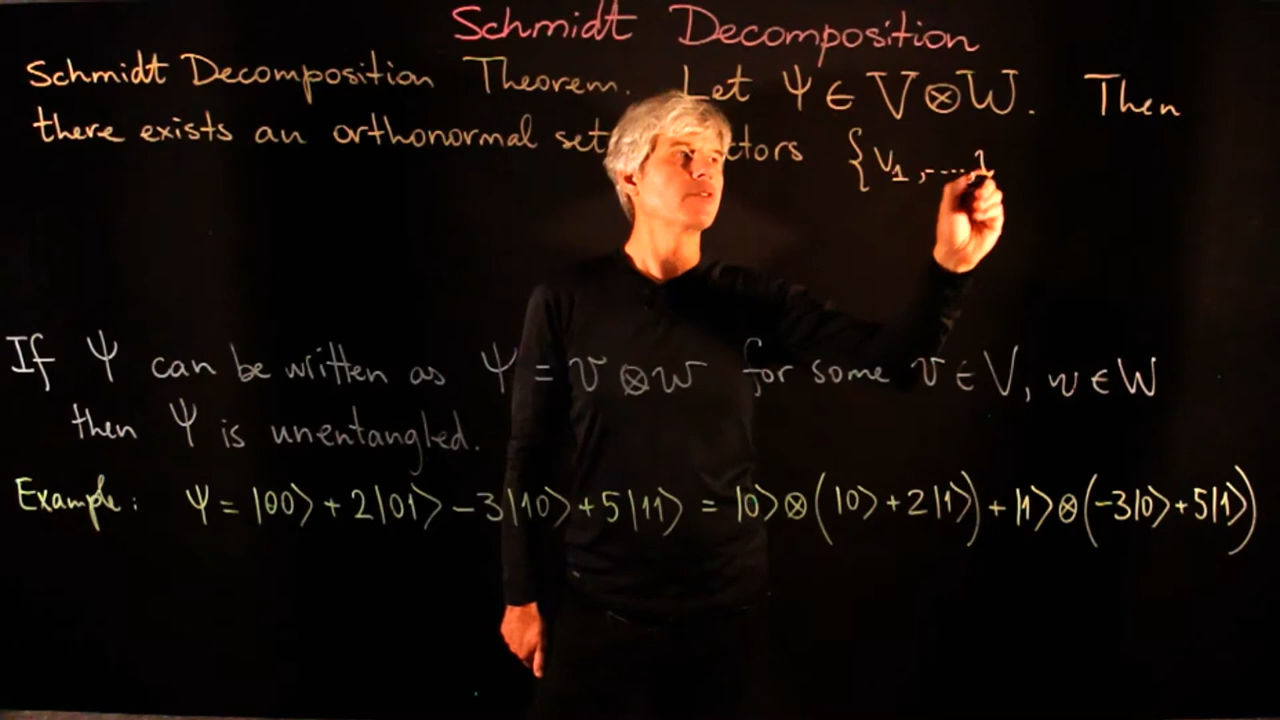 Schmidt Decomposition
Schmidt Decomposition Theorem. Let Ψ ∈ V⊗W. Then
there exists an orthonormal set ctors {v₁,...,
If Ψ can be written as Ψ = v⊗w for some v∈V, w∈W
then Ψ is unentangled.
Example: Ψ = |00⟩ + 2|01⟩ − 3|10⟩ + 5|11⟩ = |0⟩⊗(|0⟩ + 2|1⟩) + |1⟩⊗(−3|0⟩ + 5|1⟩)